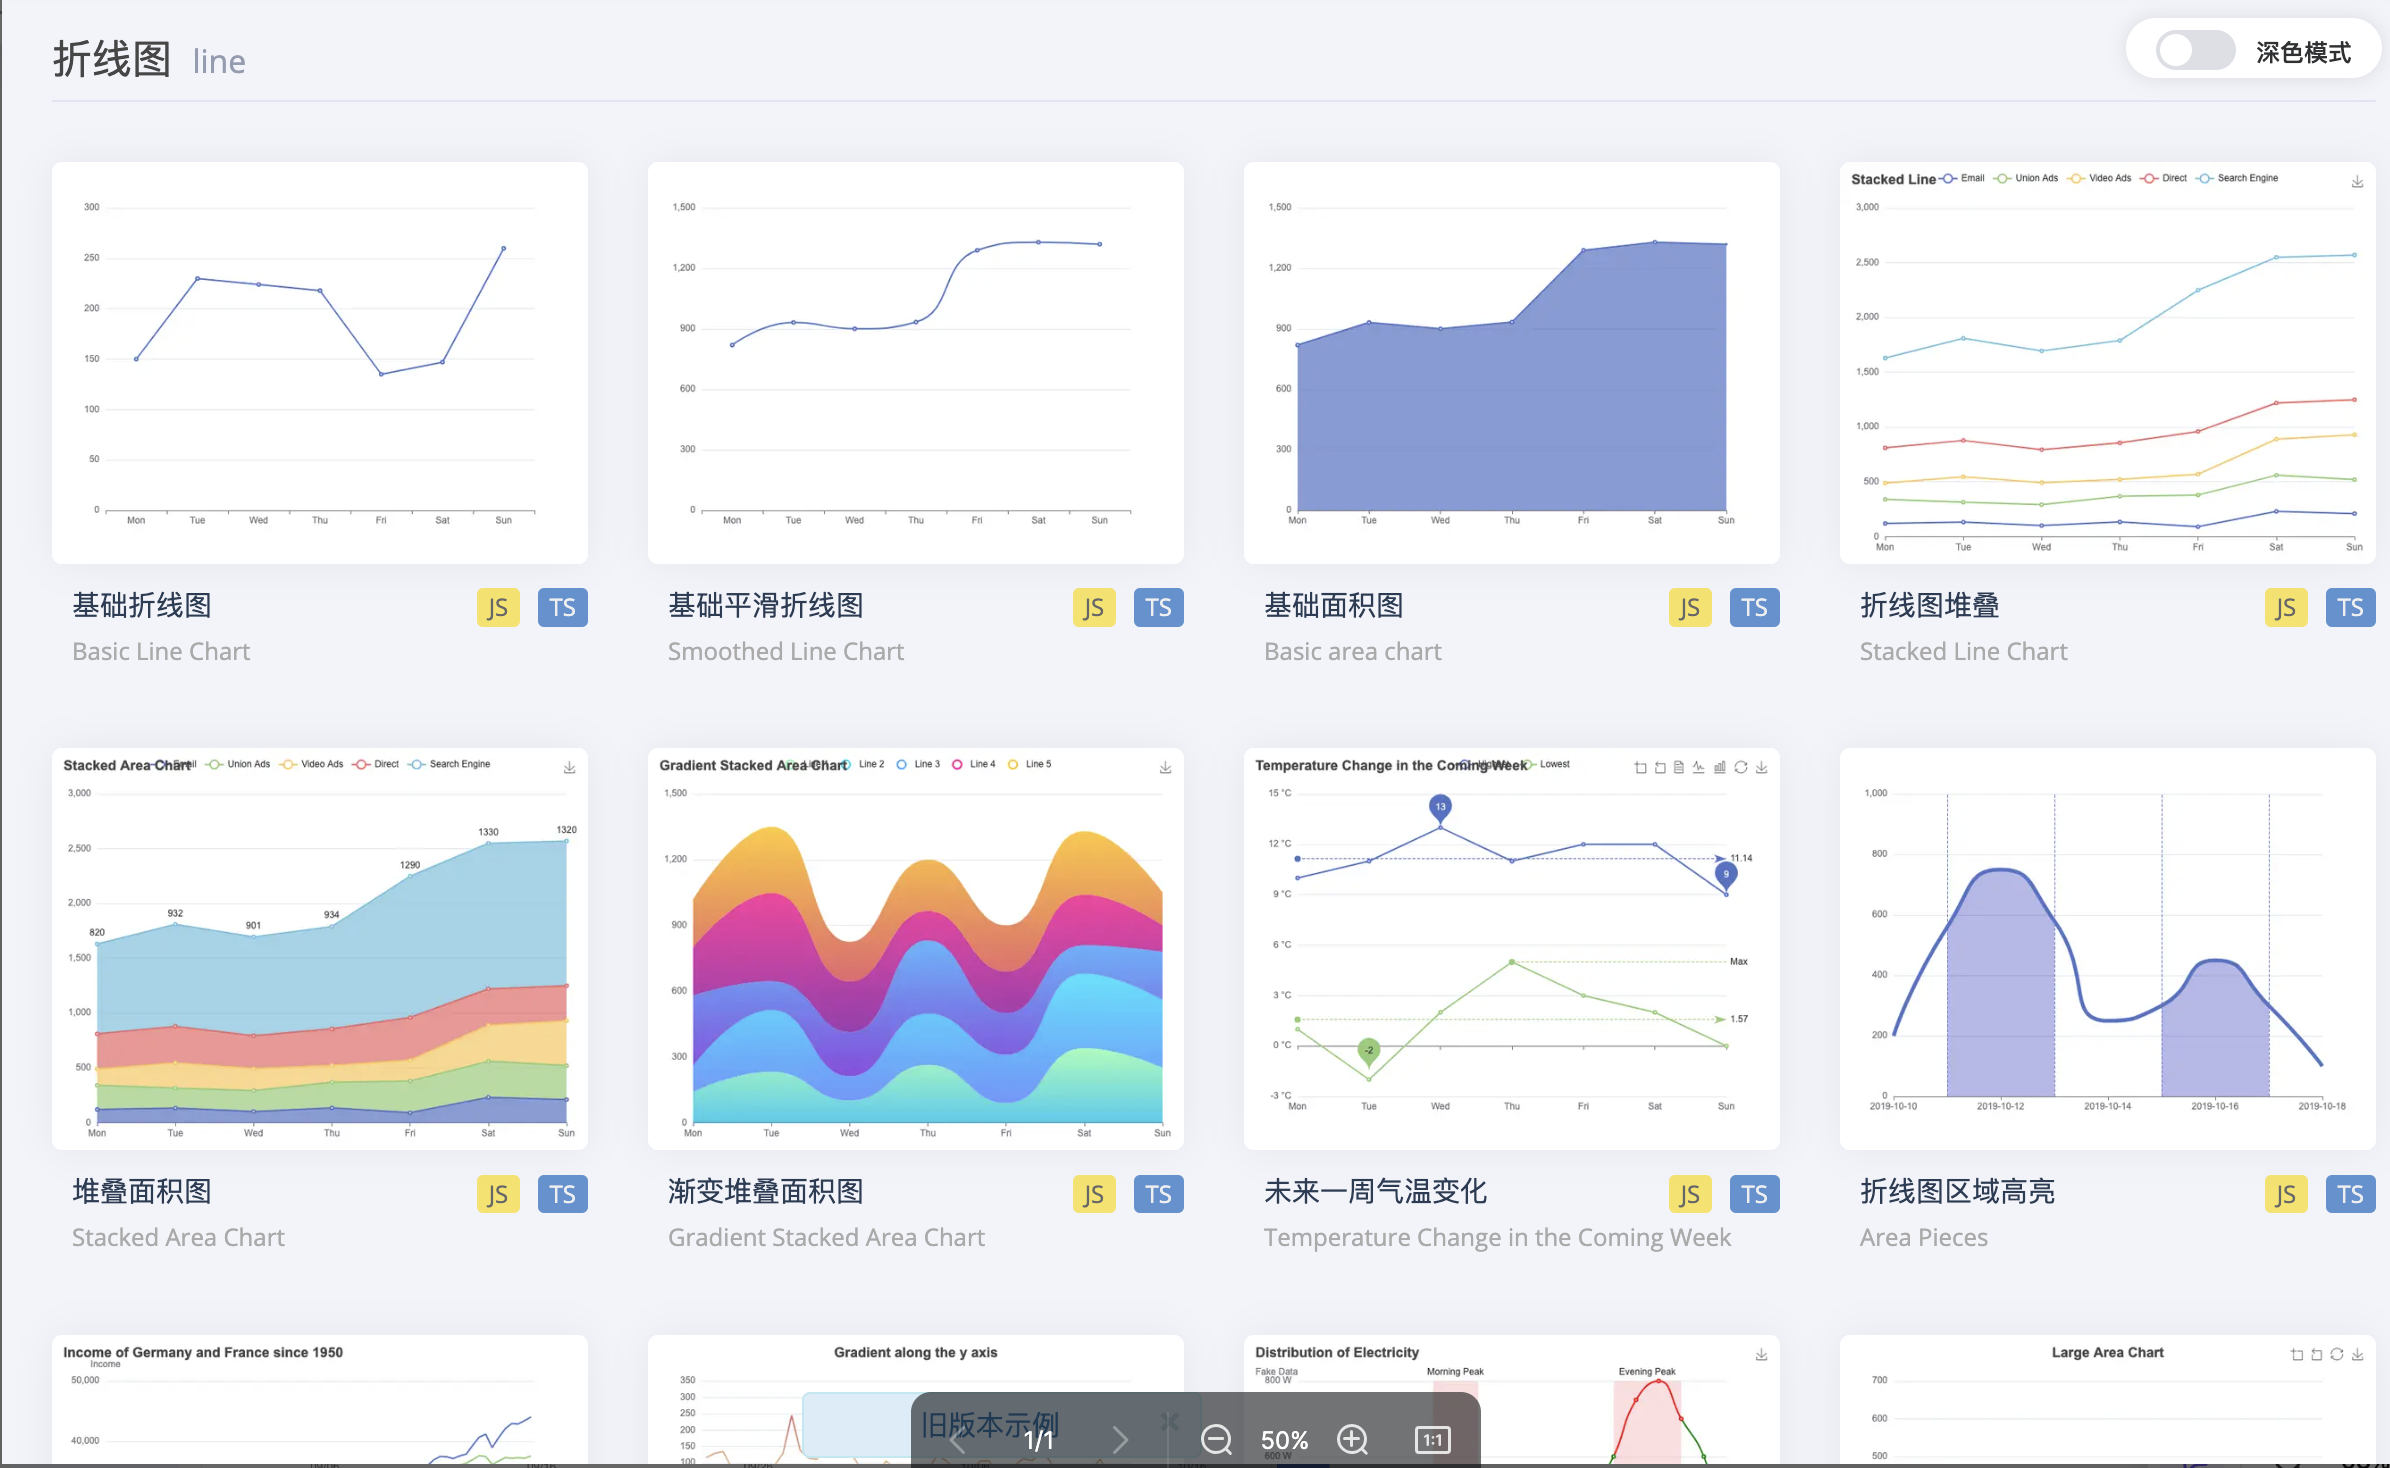 折线图 line
深色模式
300
250
200
150
100
50
0
Mon Tue Wed Thu Fri Sat Sun
基础折线图 JS TS
Basic Line Chart
1,500
1,200
900
600
300
0
Mon Tue Wed Thu Fri Sat Sun
基础平滑折线图 JS TS
Smoothed Line Chart
1,500
1,200
900
600
300
0
Mon Tue Wed Thu Fri Sat Sun
基础面积图 JS TS
Basic area chart
Stacked Line Email Union Ads Video Ads Direct Search Engine
3,000
2,500
2,000
1,500
1,000
500
0
Mon Tue Wed Thu Fri Sat Sun
折线图堆叠 JS TS
Stacked Line Chart
Stacked Area Chart Union Ads Video Ads Direct Search Engine
3,000
2,500
2,000
1,500
1,000
500
0
820 932 901 934 1290 1330 1320
Mon Tue Wed Thu Fri Sat Sun
堆叠面积图 JS TS
Stacked Area Chart
Gradient Stacked Area Chart Line 2 Line 3 Line 4 Line 5
1,500
1,200
900
600
300
0
Mon Tue Wed Thu Fri Sat Sun
渐变堆叠面积图 JS TS
Gradient Stacked Area Chart
Temperature Change in the Coming Week Lowest
15 °C
12 °C
9 °C
6 °C
3 °C
0 °C
-3 °C
13
11.14
9
Max
1.57
-2
Mon Tue Wed Thu Fri Sat Sun
未来一周气温变化 JS TS
Temperature Change in the Coming Week
1,000
800
600
400
200
0
2019-10-10 2019-10-12 2019-10-14 2019-10-16 2019-10-18
折线图区域高亮 JS TS
Area Pieces
Income of Germany and France since 1950
Income
50,000
40,000
Gradient along the y axis
350
300
250
200
150
100
Distribution of Electricity
Fake Data
800 W
600 W
Morning Peak Evening Peak
Large Area Chart
700
600
500
旧版本示例
1/1 50% 1:1